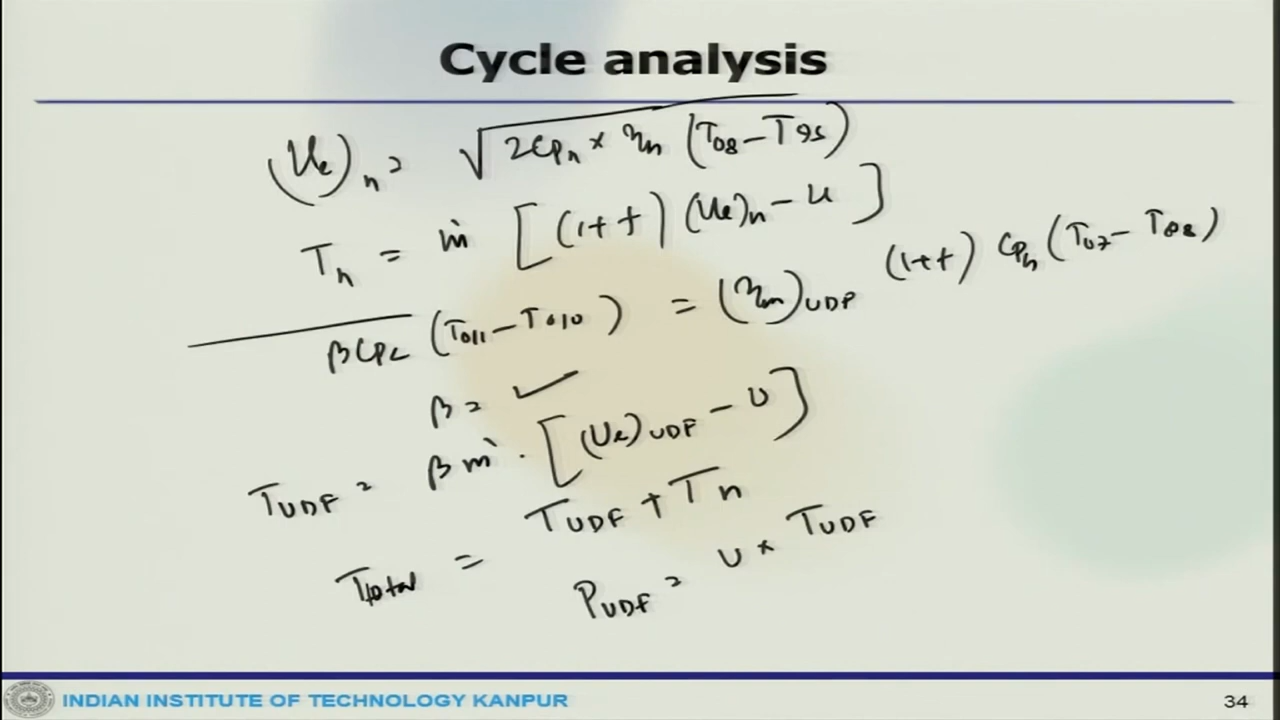 Cycle analysis
(Ue)n = √2Cpn × ηn (T08 – T9s)
Tn = ṁ [(1+f) (Ue)n – u]
βCpc (T011 – T010) = (ηm)UDF (1+f) Cph (T07 – T08)
β = ✓
TUDF = βṁ · [(Ue)UDF – U]
Ttotal = TUDF + Tn
PUDF = U × TUDF
INDIAN INSTITUTE OF TECHNOLOGY KANPUR
34